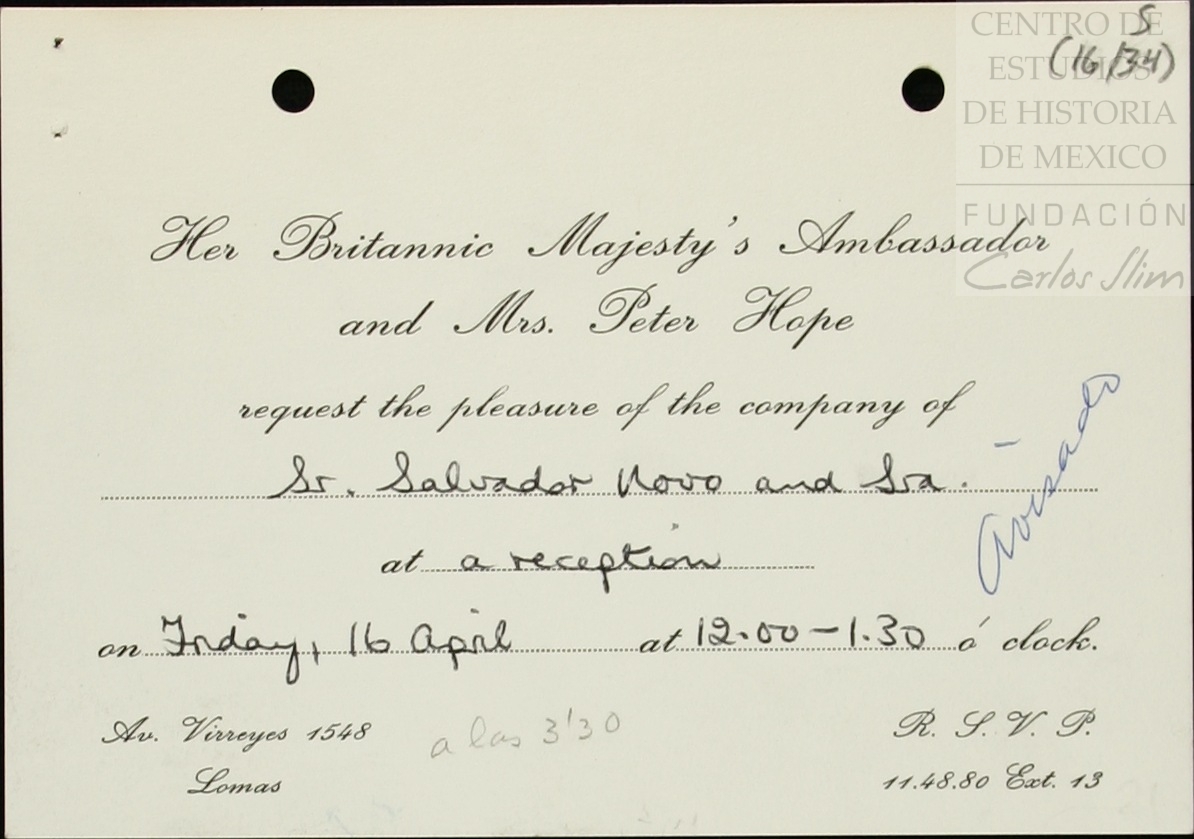 CENTRO DE
ESTUDIOS
DE HISTORIA
DE MEXICO
FUNDACIÓN
Carlos Slim
S
(16/34)
Her Britannic Majesty's Ambassador
and Mrs. Peter Hope
request the pleasure of the company of
Sr. Salvador Novo and Sra.
avisado
at a reception
on Friday, 16 April at 12.00-1.30 ó clock.
Av. Virreyes 1548
Lomas
a las 3'30
R. S. V. P.
11.48.80 Ext. 13